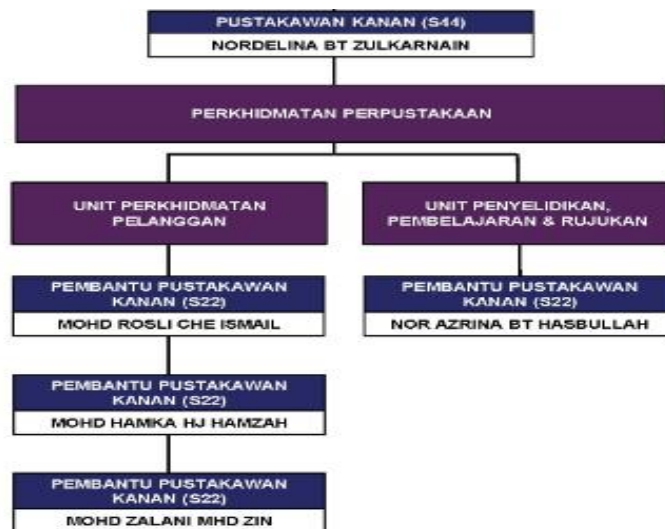 PUSTAKAWAN KANAN (S44)
NORDELINA BT ZULKARNAIN
PERKHIDMATAN PERPUSTAKAAN
UNIT PERKHIDMATAN
PELANGGAN
PEMBANTU PUSTAKAWAN
KANAN (S22)
MOHD ROSLI CHE ISMAIL
PEMBANTU PUSTAKAWAN
KANAN (S22)
MOHD HAMKA HJ HAMZAH
PEMBANTU PUSTAKAWAN
KANAN (S22)
MOHD ZALANI MHD ZIN
UNIT PENYELIDIKAN,
PEMBELAJARAN & RUJUKAN
PEMBANTU PUSTAKAWAN
KANAN (S22)
NOR AZRINA BT HASBULLAH